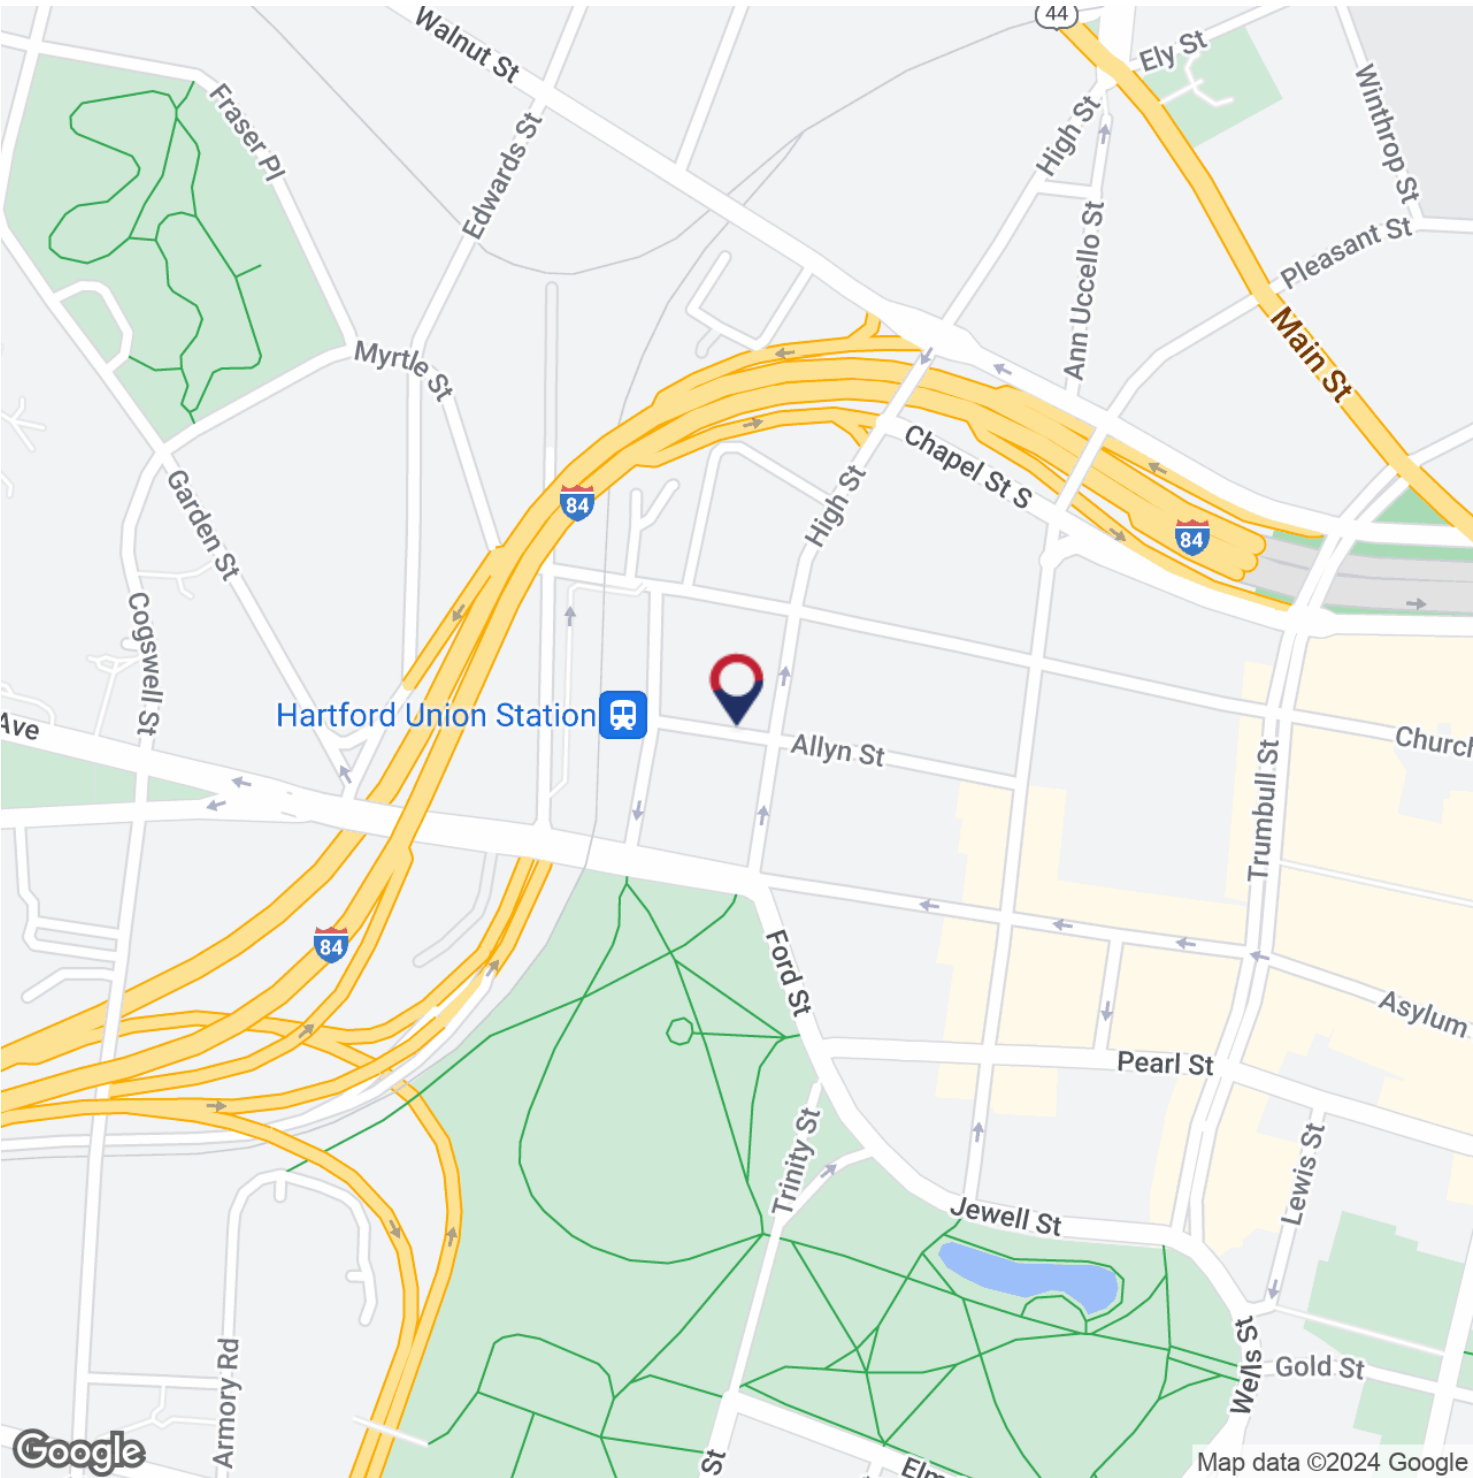 44
Walnut St
Ely St
Fraser Pl
Edwards St
High St
Winthrop St
Ann Uccello St
Pleasant St
Main St
Myrtle St
Chapel St S
High St
84
84
Garden St
Cogswell St
Hartford Union Station
Ave
Allyn St
Church
Trumbull St
84
Ford St
Asylum
Pearl St
Trinity St
Lewis St
Jewell St
Wells St
Gold St
Armory Rd
St
Elm
Google
Map data ©2024 Google